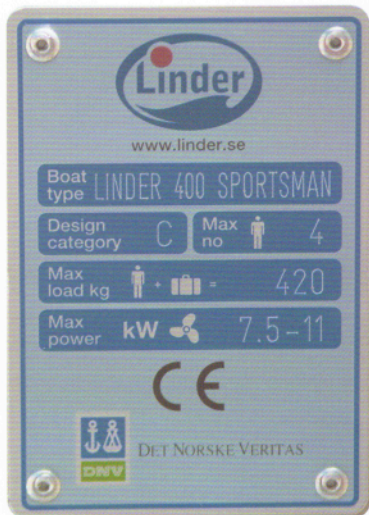 Linder
www.linder.se
Boat type LINDER 400 SPORTSMAN
Design category C Max no 4
Max load kg + = 420
Max power kW 7.5-11
CE
DNV DET NORSKE VERITAS